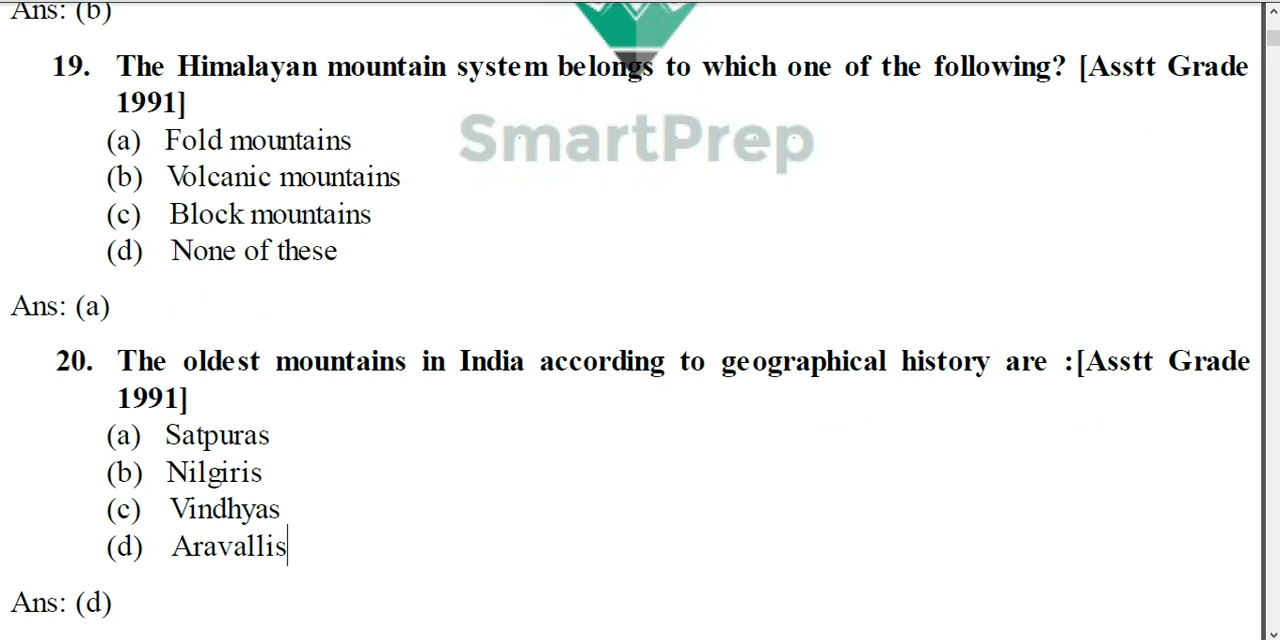 Ans: (b)
19. The Himalayan mountain system belongs to which one of the following? [Asstt Grade
1991]
SmartPrep
(a) Fold mountains
(b) Volcanic mountains
(c) Block mountains
(d) None of these
Ans: (a)
20. The oldest mountains in India according to geographical history are :[Asstt Grade
1991]
(a) Satpuras
(b) Nilgiris
(c) Vindhyas
(d) Aravallis
Ans: (d)